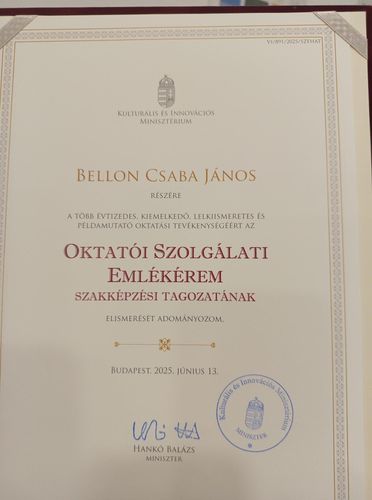 VI/891/2025/SZTHAT
Kulturális és Innovációs
Minisztérium
Bellon Csaba János
részére
a több évtizedes, kiemelkedő, lelkiismeretes és
példamutató oktatási tevékenységéért az
Oktatói Szolgálati
Emlékérem
szakképzési tagozatának
elismerését adományozom.
Budapest, 2025. június 13.
Hankó Balázs
miniszter
Kulturális és Innovációs Minisztérium
MINISZTER